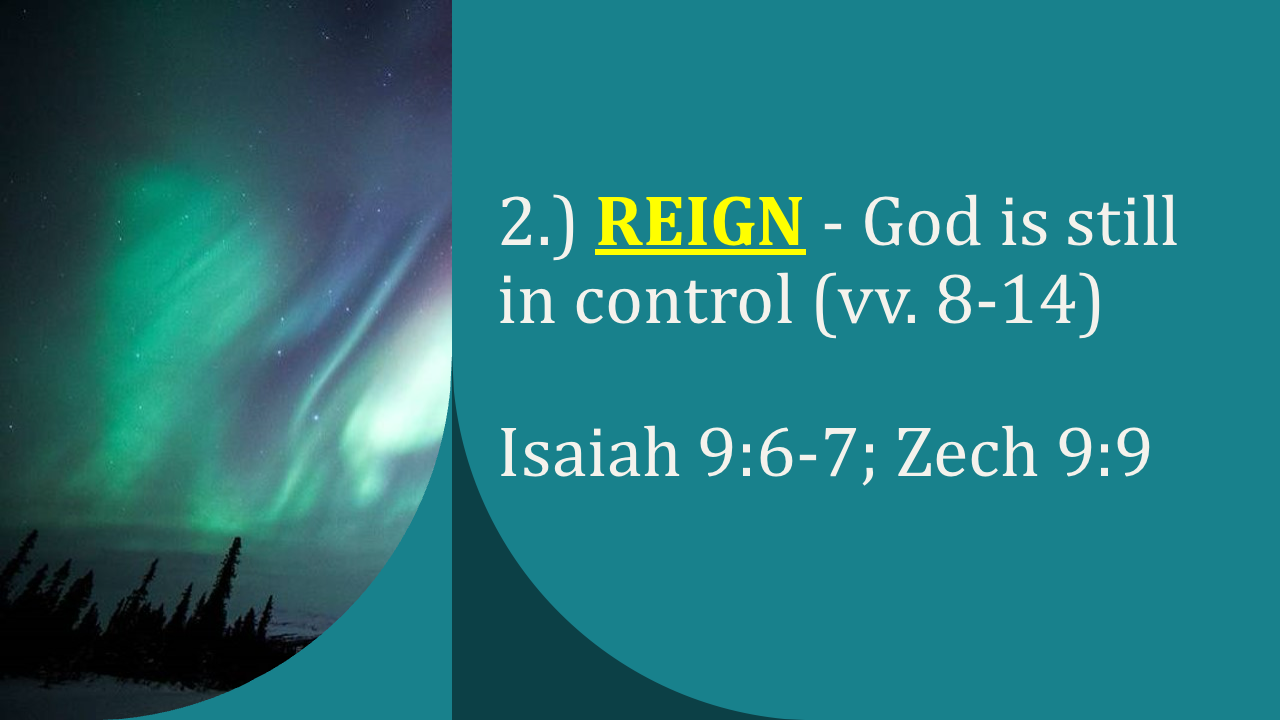 2.) REIGN - God is still
in control (vv. 8-14)
Isaiah 9:6-7; Zech 9:9